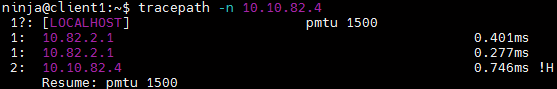 ninja@client1:~$ tracepath -n 10.10.82.4
 1?: [LOCALHOST]                      pmtu 1500
 1:  10.82.2.1                                             0.401ms
 1:  10.82.2.1                                             0.277ms
 2:  10.10.82.4                                            0.746ms !H
     Resume: pmtu 1500